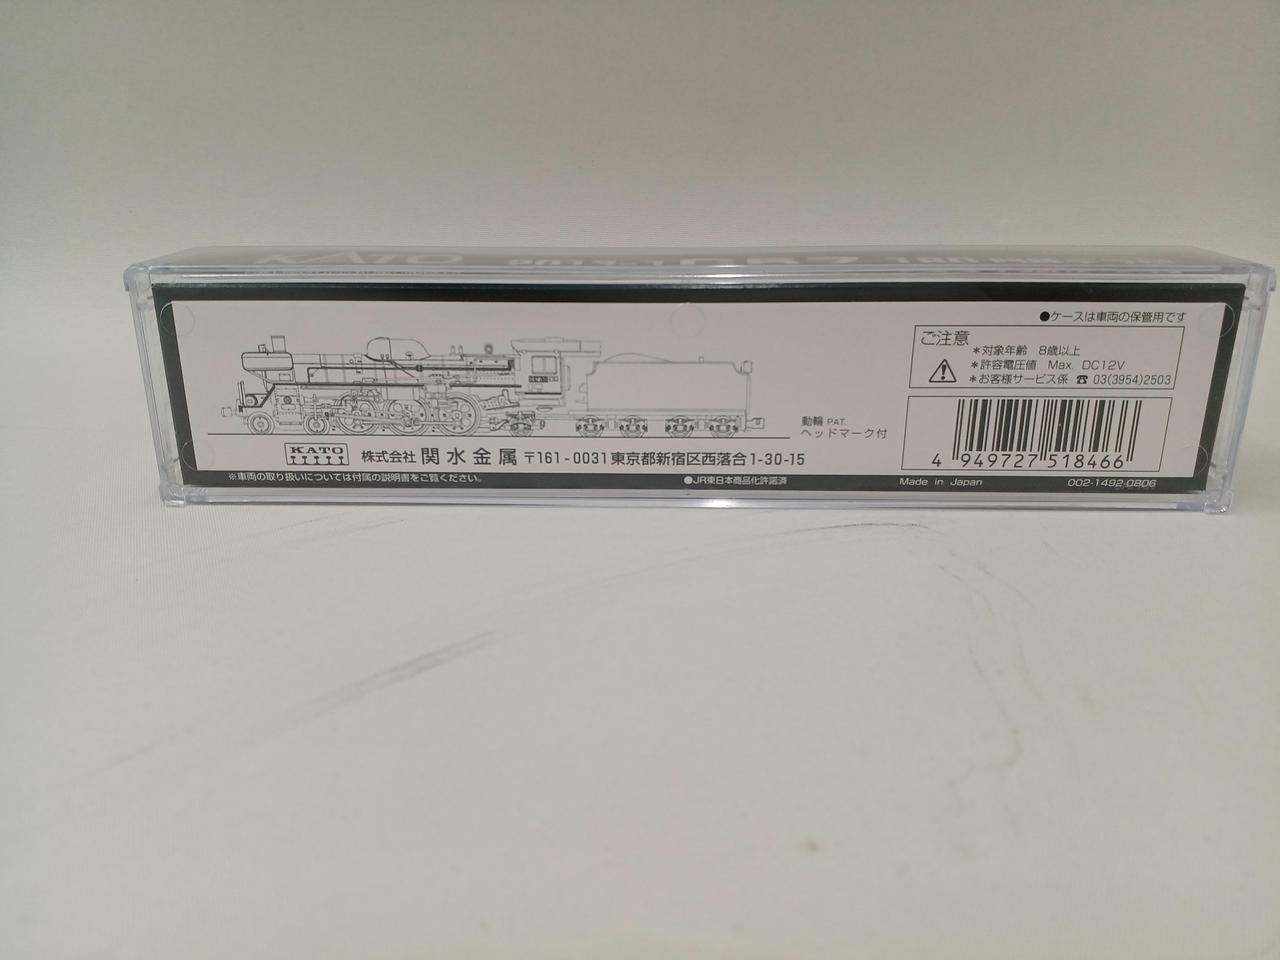 KATO
●ケースは車両の保管用です
ご注意
＊対象年齢 8歳以上
＊許容電圧値 Max. DC12V
＊お客様サービス係 ☎ 03(3954)2503
動輪 PAT.
ヘッドマーク付
4 949727 518466
KATO 株式会社 関水金属 〒161-0031 東京都新宿区西落合1-30-15
※車両の取り扱いについては付属の説明書をご覧ください。
●JR東日本商品化許諾済
Made in Japan
002-1492-0806